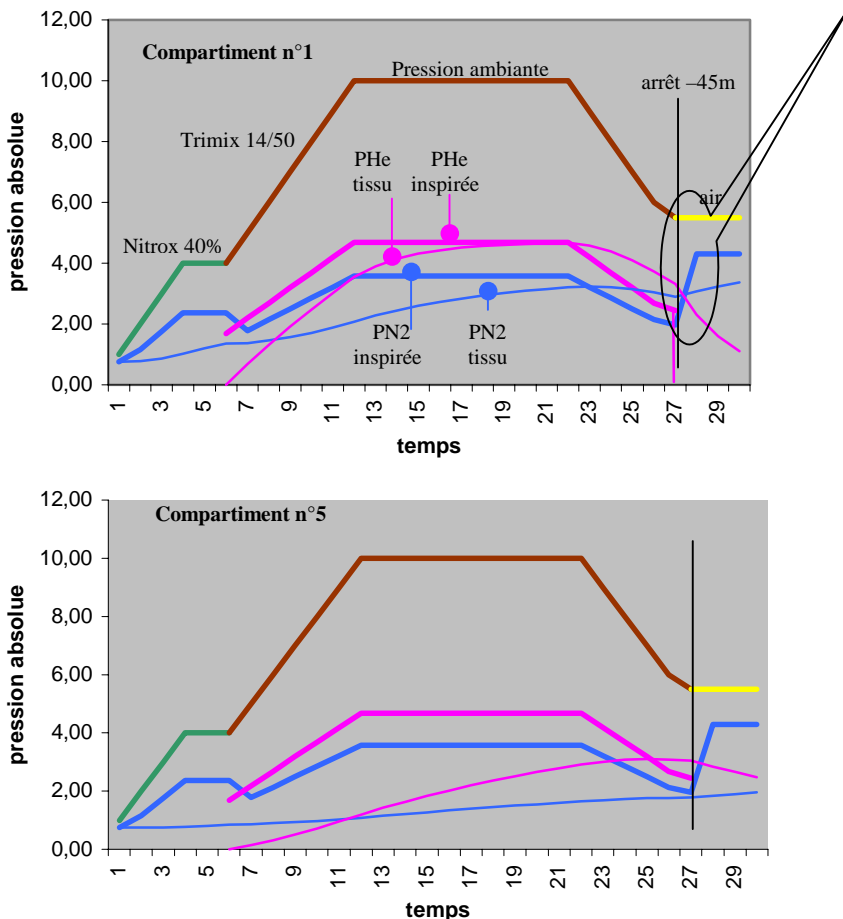 12,00
Compartiment n°1
10,00
Pression ambiante
arrêt –45m
8,00
Trimix 14/50
PHe
tissu
PHe
inspirée
air
6,00
Nitrox 40%
4,00
2,00
PN2
inspirée
PN2
tissu
0,00
pression absolue
1
3
5
7
9
11
13
15
17
19
21
23
25
27
29
temps
12,00
Compartiment n°5
10,00
8,00
6,00
4,00
2,00
0,00
pression absolue
1
3
5
7
9
11
13
15
17
19
21
23
25
27
29
temps